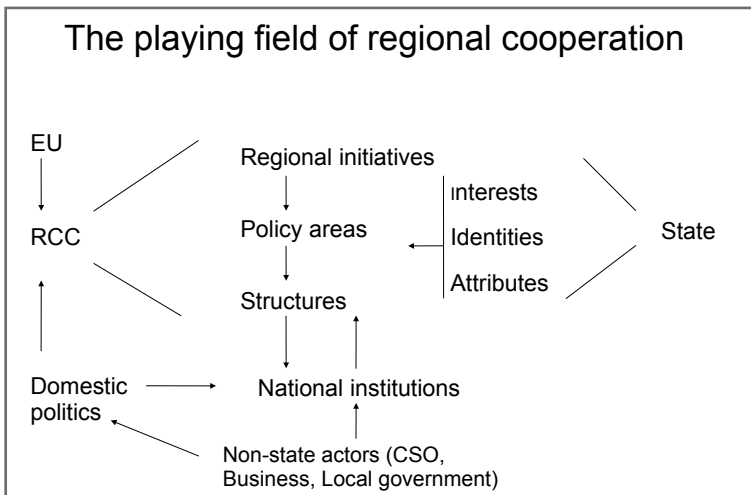 The playing field of regional cooperation
EU
RCC
Domestic
politics
Regional initiatives
Policy areas
Structures
National institutions
Non-state actors (CSO,
Business, Local government)
Interests
Identities
Attributes
State